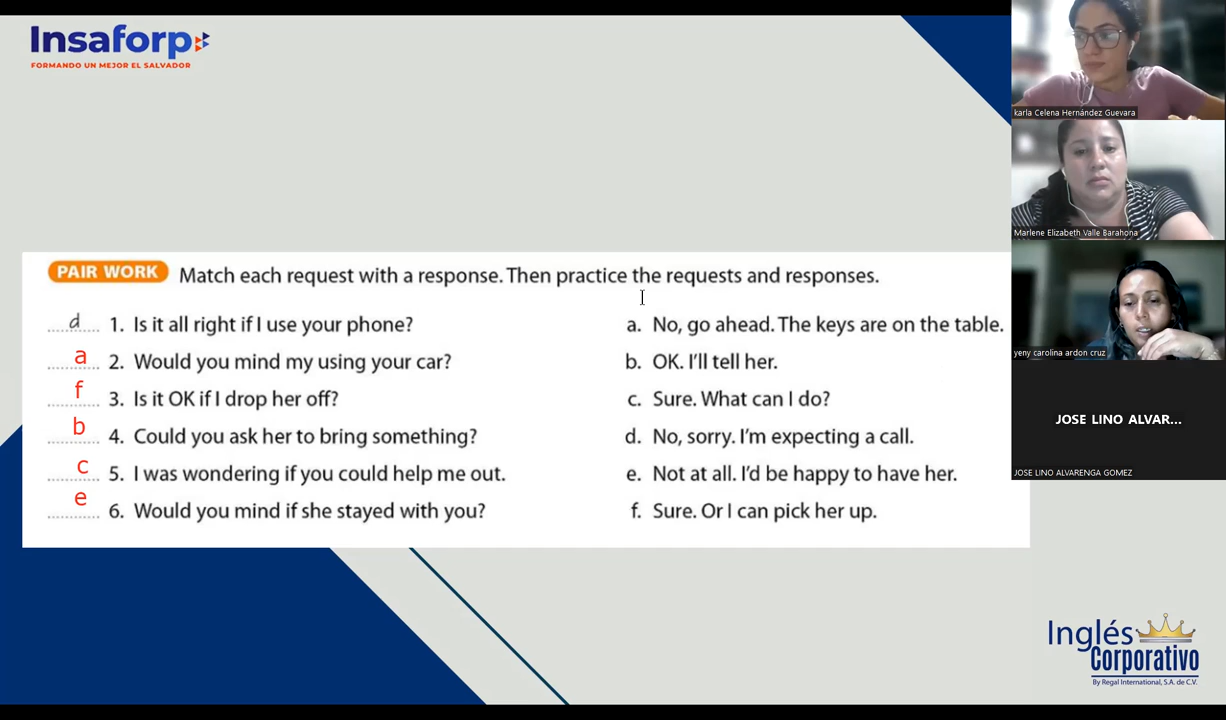 Insaforp
FORMANDO UN MEJOR EL SALVADOR
PAIR WORK Match each request with a response. Then practice the requests and responses.
d 1. Is it all right if I use your phone?
a 2. Would you mind my using your car?
f 3. Is it OK if I drop her off?
b 4. Could you ask her to bring something?
c 5. I was wondering if you could help me out.
e 6. Would you mind if she stayed with you?
a. No, go ahead. The keys are on the table.
b. OK. I'll tell her.
c. Sure. What can I do?
d. No, sorry. I'm expecting a call.
e. Not at all. I'd be happy to have her.
f. Sure. Or I can pick her up.
karla Celena Hernández Guevara
Marlene Elizabeth Valle Barahona
yeny carolina ardon cruz
JOSE LINO ALVAR...
JOSE LINO ALVARENGA GOMEZ
Inglés
Corporativo
By Regal International, S.A. de C.V.